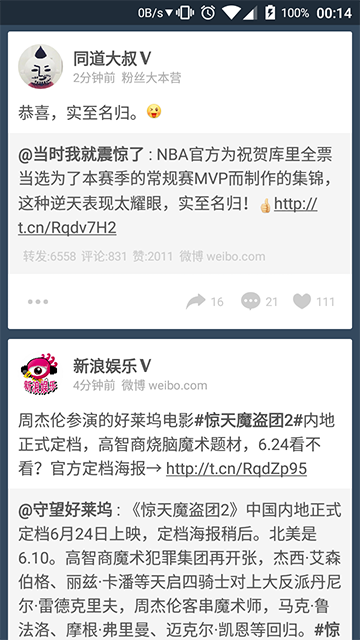 0B/s 100% 00:14
同道大叔V
2分钟前 粉丝大本营
恭喜，实至名归。
@当时我就震惊了 : NBA官方为祝贺库里全票
当选为了本赛季的常规赛MVP而制作的集锦，
这种逆天表现太耀眼，实至名归！http://
t.cn/Rqdv7H2
转发:6558 评论:831 赞:2011 微博 weibo.com
16 21 111
新浪娱乐
新浪娱乐V
4分钟前 微博 weibo.com
周杰伦参演的好莱坞电影#惊天魔盗团2#内地
正式定档，高智商烧脑魔术题材，6.24看不
看？官方定档海报→ http://t.cn/RqdZp95
@守望好莱坞 : 《惊天魔盗团2》中国内地正式
定档6月24日上映，定档海报稍后。北美是
6.10。高智商魔术犯罪集团再开张，杰西·艾森
伯格、丽兹·卡潘等天启四骑士对上大反派丹尼
尔·雷德克里夫，周杰伦客串魔术师，马克·鲁
法洛、摩根·弗里曼、迈克尔·凯恩等回归。#惊